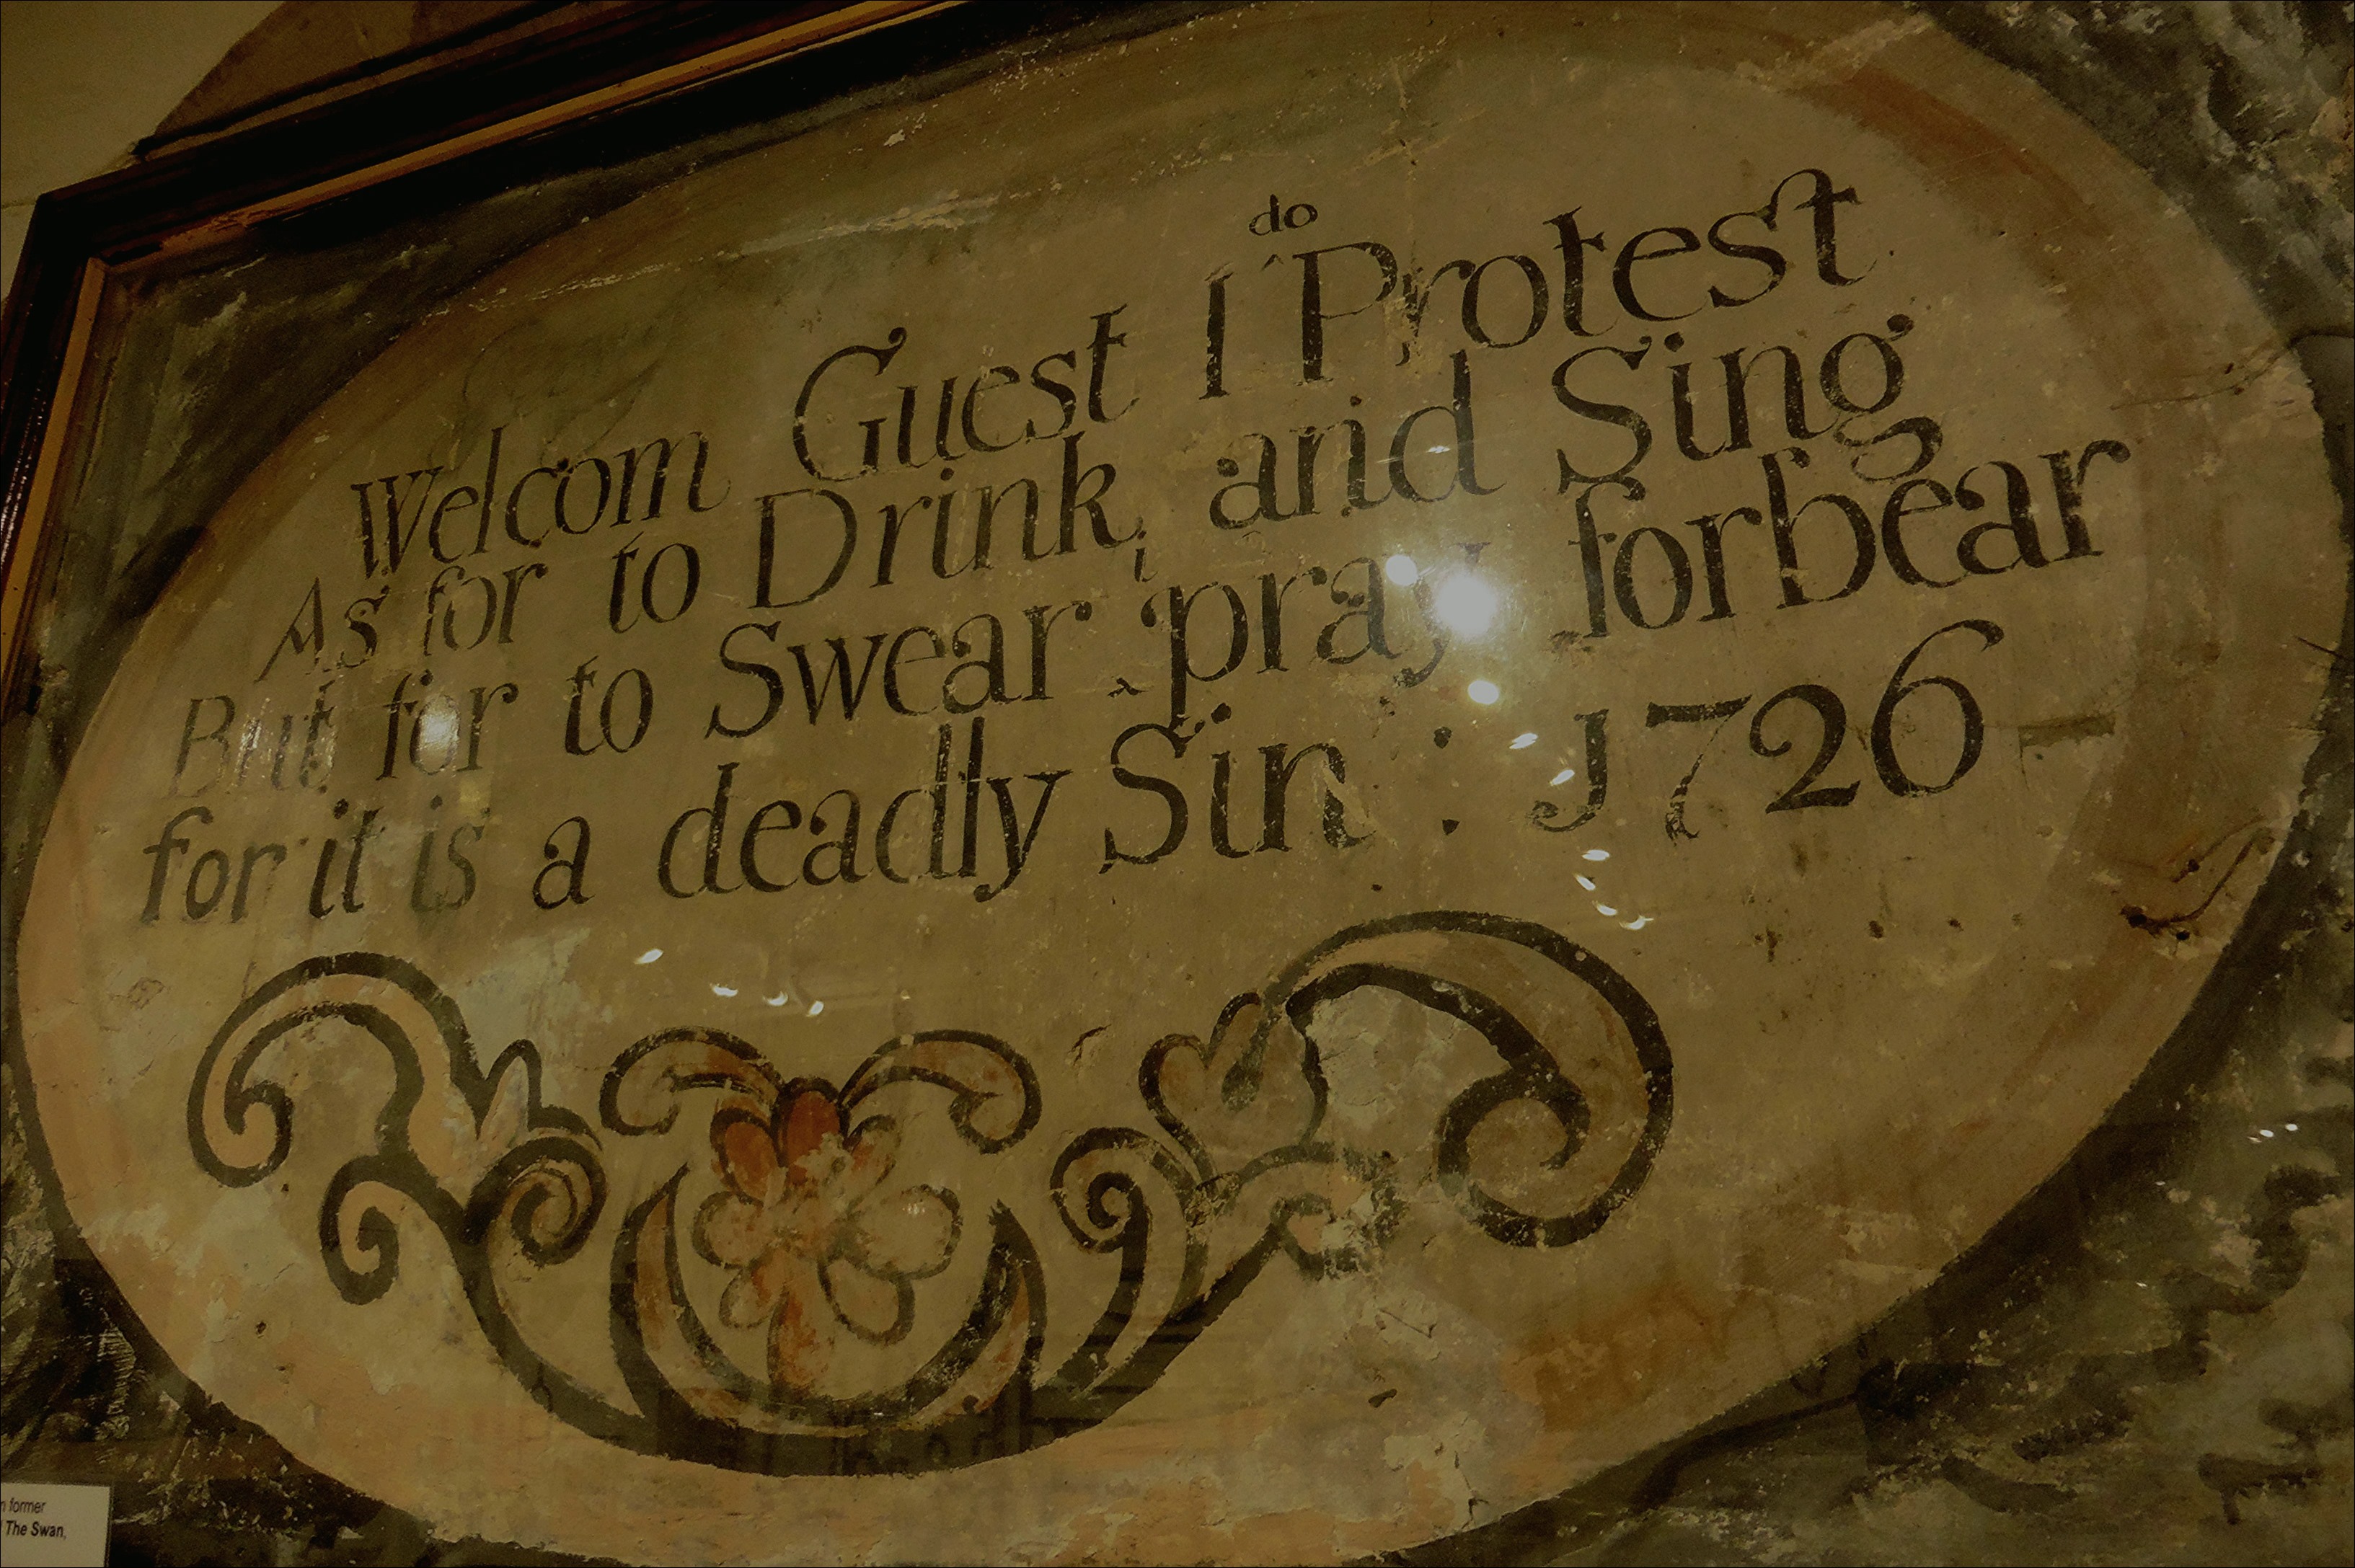 Welcom Guest I do Protest
As for to Drink, and Sing
But for to Swear pray forbear
for it is a deadly Sin : 1726
former
The Swan,